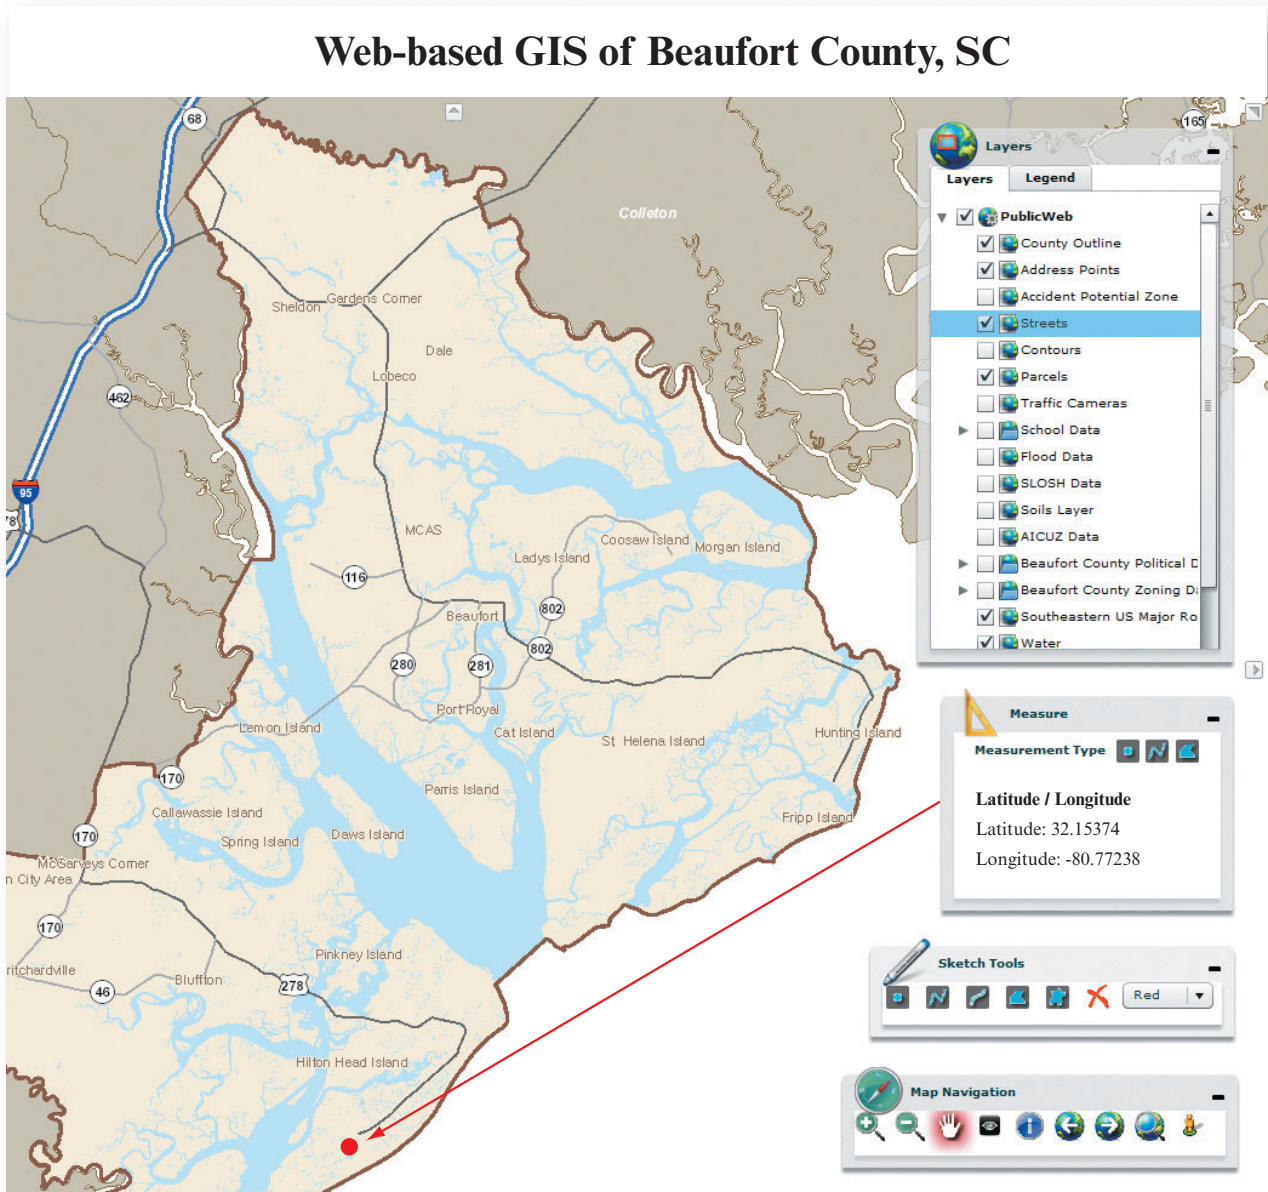 Web-based GIS of Beaufort County, SC
68
165
Colleton
Sheldon
Gardens Corner
Dale
Lobeco
462
95
78
MCAS
Ladys Island
Coosaw Island
Morgan Island
116
802
Beaufort
802
280
281
Port Royal
Cat Island
St Helena Island
Hunting Island
Lemon Island
170
Callawassie Island
Parris Island
Fripp Island
170
Spring Island
Daws Island
McGarveys Corner
n City Area
170
Pinkney Island
ritchardville
Bluffton
46
278
Hilton Head Island
Layers
Layers
Legend
PublicWeb
County Outline
Address Points
Accident Potential Zone
Streets
Contours
Parcels
Traffic Cameras
School Data
Flood Data
SLOSH Data
Soils Layer
AICUZ Data
Beaufort County Political D
Beaufort County Zoning Da
Southeastern US Major Ro
Water
Measure
Measurement Type
Latitude / Longitude
Latitude: 32.15374
Longitude: -80.77238
Sketch Tools
Red
Map Navigation